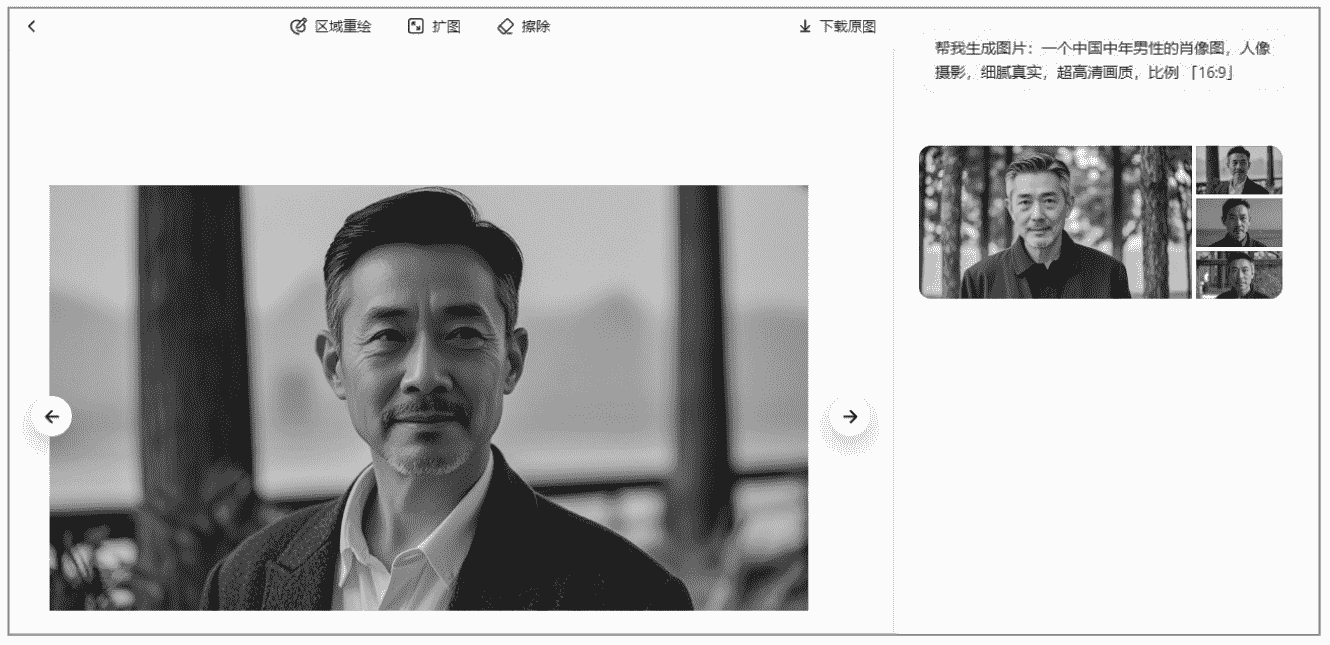 区域重绘 扩图 擦除 下载原图
帮我生成图片：一个中国中年男性的肖像图，人像
摄影，细腻真实，超高清画质，比例「16:9」